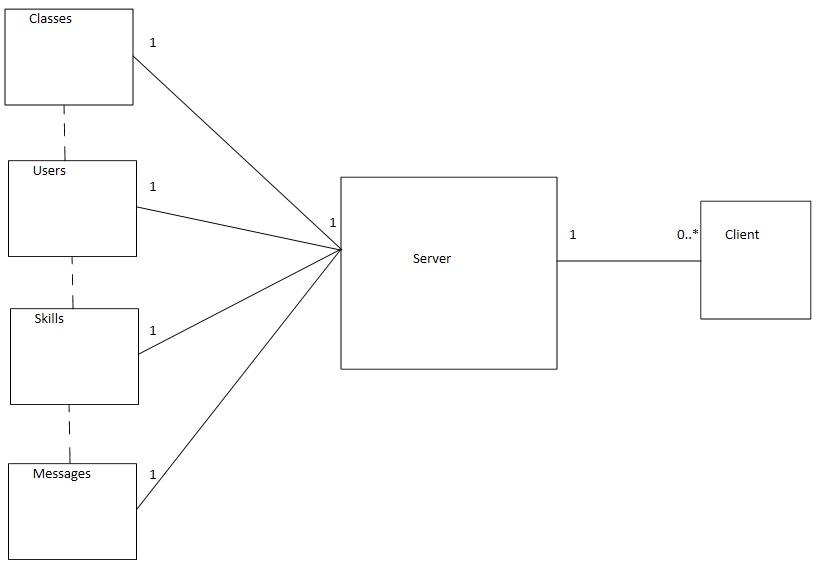 Classes
1
Users
1
1
Server
1
0..*
Client
Skills
1
Messages
1